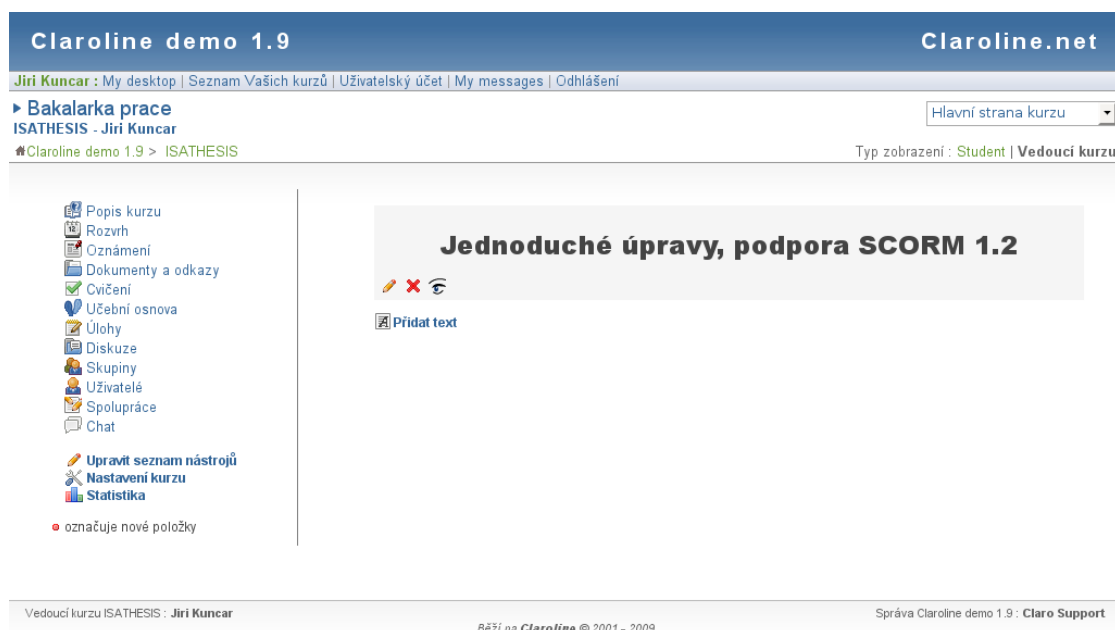 Claroline demo 1.9 Claroline.net
Jiri Kuncar : My desktop | Seznam Vašich kurzů | Uživatelský účet | My messages | Odhlášení
Bakalarka prace
Hlavní strana kurzu
ISATHESIS - Jiri Kuncar
Claroline demo 1.9 > ISATHESIS Typ zobrazení : Student | Vedoucí kurzu
Popis kurzu
Rozvrh
Oznámení
Dokumenty a odkazy
Cvičení
Učební osnova
Úlohy
Diskuze
Skupiny
Uživatelé
Spolupráce
Chat
Upravit seznam nástrojů
Nastavení kurzu
Statistika
označuje nové položky
Jednoduché úpravy, podpora SCORM 1.2
Přidat text
Vedoucí kurzu ISATHESIS : Jiri Kuncar
Správa Claroline demo 1.9 : Claro Support
Běží na Claroline © 2001 - 2009